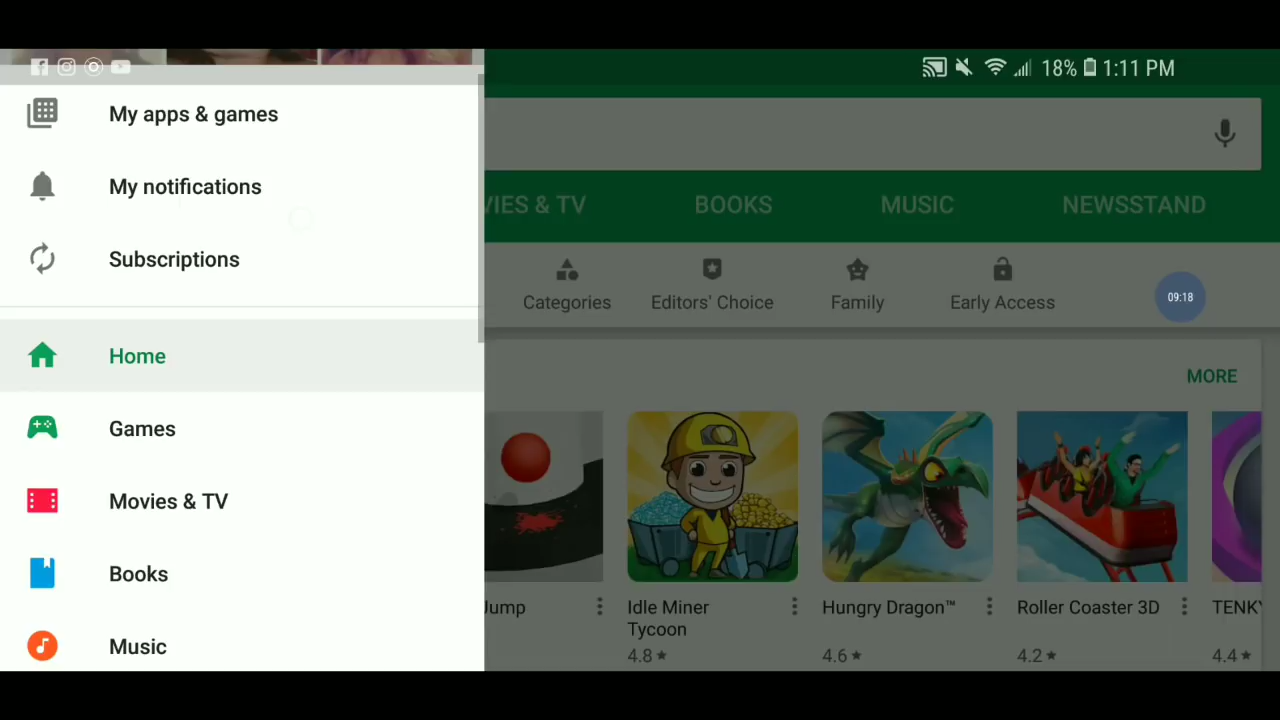 18% 1:11 PM
My apps & games
My notifications
Subscriptions
Home
Games
Movies & TV
Books
Music
VIES & TV BOOKS MUSIC NEWSSTAND
Categories Editors' Choice Family Early Access
09:18
MORE
Jump Idle Miner Hungry Dragon™ Roller Coaster 3D TENK
Tycoon
4.8★ 4.6★ 4.2★ 4.4★